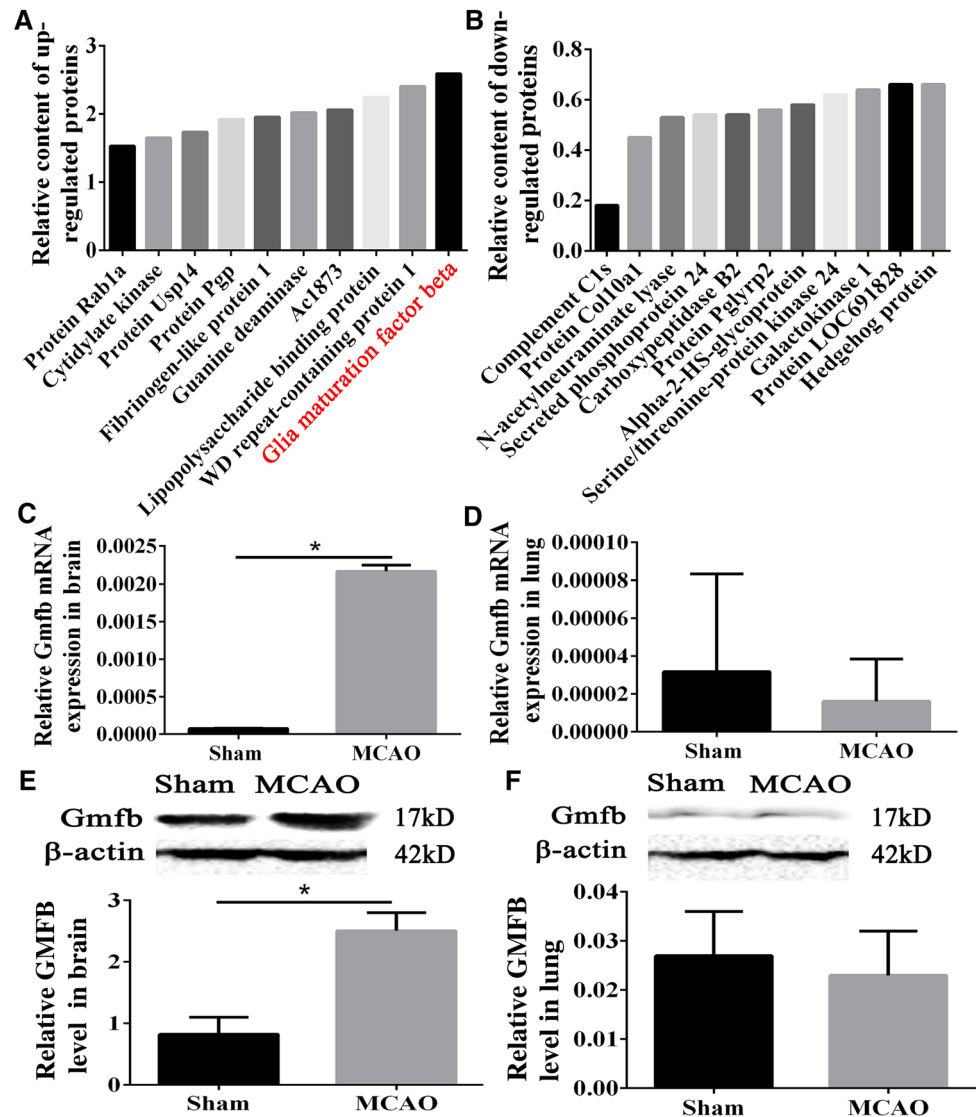 A
Relative content of up-
regulated proteins
3
2
1
0
Protein Rab1a
Cytidylate kinase
Protein Usp14
Protein Pgp
Fibrinogen-like protein 1
Guanine deaminase
Ac1873
Lipopolysaccharide binding protein
WD repeat-containing protein 1
Glia maturation factor beta
B
Relative content of down-
regulated proteins
0.8
0.6
0.4
0.2
0.0
Complement C1s
Protein Col10a1
N-acetylneuraminate lyase
Secreted phosphoprotein 24
Carboxypeptidase B2
Protein Pglyrp2
Alpha-2-HS-glycoprotein
Serine/threonine-protein kinase 24
Galactokinase 1
Protein LOC691828
Hedgehog protein
C
Relative Gmfb mRNA
expression in brain
0.0025
0.0020
0.0015
0.0010
0.0005
0.0000
*
Sham MCAO
D
Relative Gmfb mRNA
expression in lung
0.00010
0.00008
0.00006
0.00004
0.00002
0.00000
Sham MCAO
E
Sham MCAO
Gmfb 17kD
β-actin 42kD
Relative GMFB
level in brain
3
2
1
0
*
Sham MCAO
F
Sham MCAO
Gmfb 17kD
β-actin 42kD
Relative GMFB
level in lung
0.04
0.03
0.02
0.01
0.00
Sham MCAO